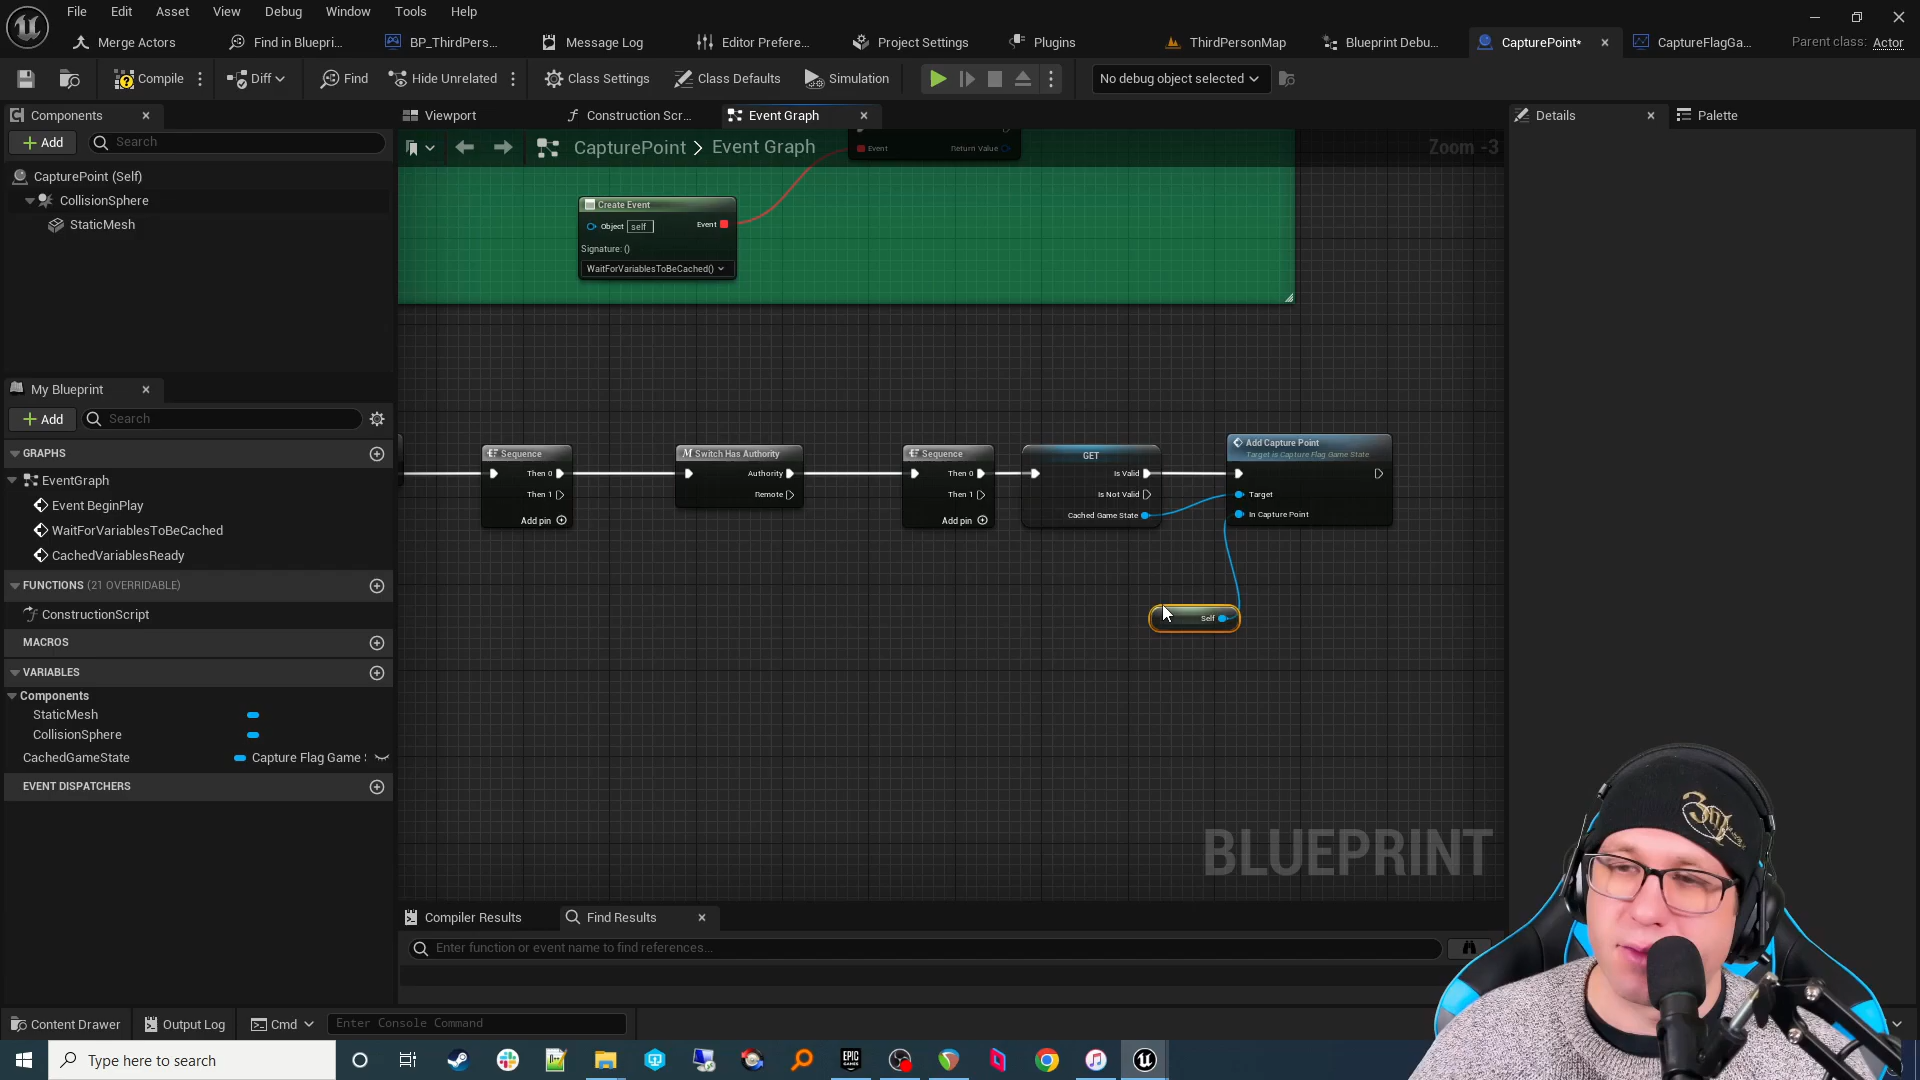 File Edit Asset View Debug Window Tools Help
Merge Actors Find in Bluepri... BP_ThirdPers... Message Log Editor Prefere... Project Settings Plugins ThirdPersonMap Blueprint Debu... CapturePoint* CaptureFlagGa... Parent class: Actor
Compile Diff Find Hide Unrelated Class Settings Class Defaults Simulation No debug object selected
Components
Add Search
CapturePoint (Self)
CollisionSphere
StaticMesh
My Blueprint
Add Search
GRAPHS
EventGraph
Event BeginPlay
WaitForVariablesToBeCached
CachedVariablesReady
FUNCTIONS (21 OVERRIDABLE)
ConstructionScript
MACROS
VARIABLES
Components
StaticMesh
CollisionSphere
CachedGameState Capture Flag Game
EVENT DISPATCHERS
Viewport Construction Scr... Event Graph
CapturePoint > Event Graph Zoom -3
Event Return Value
Create Event
Object self Event
Signature: ()
WaitForVariablesToBeCached()
Sequence
Then 0
Then 1
Add pin
Switch Has Authority
Authority
Remote
Sequence
Then 0
Then 1
Add pin
GET
Is Valid
Is Not Valid
Cached Game State
Add Capture Point
Target is Capture Flag Game State
Target
In Capture Point
Self
BLUEPRINT
Details Palette
Compiler Results Find Results
Enter function or event name to find references...
Content Drawer Output Log Cmd Enter Console Command
Type here to search
EPIC
GAMES